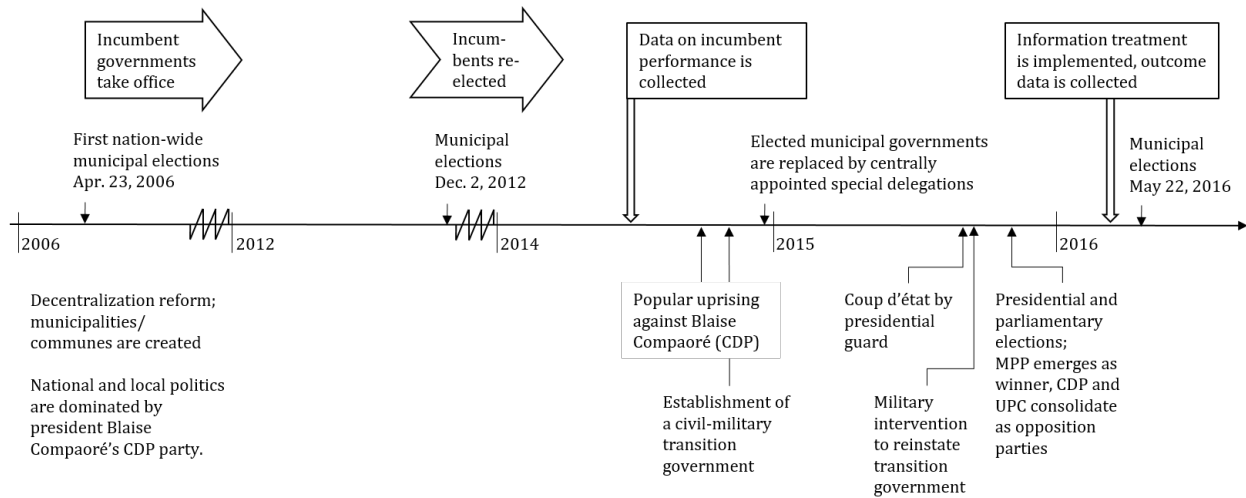 Incumbent
governments
take office
Incum-
bents re-
elected
Data on incumbent
performance is
collected
Information treatment
is implemented, outcome
data is collected
First nation-wide
municipal elections
Apr. 23, 2006
Municipal
elections
Dec. 2, 2012
Elected municipal governments
are replaced by centrally
appointed special delegations
Municipal
elections
May 22, 2016
2006
2012
2014
2015
2016
Decentralization reform;
municipalities/
communes are created
National and local politics
are dominated by
president Blaise
Compaoré's CDP party.
Popular uprising
against Blaise
Compaoré (CDP)
Establishment of
a civil-military
transition
government
Coup d'état by
presidential
guard
Military
intervention
to reinstate
transition
government
Presidential and
parliamentary
elections;
MPP emerges as
winner, CDP and
UPC consolidate
as opposition
parties